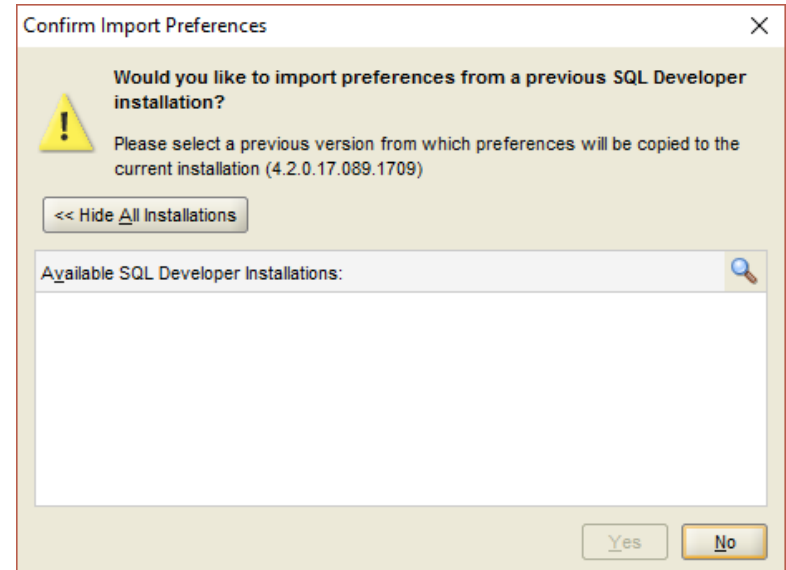 Confirm Import Preferences
Would you like to import preferences from a previous SQL Developer
installation?
Please select a previous version from which preferences will be copied to the
current installation (4.2.0.17.089.1709)
<< Hide All Installations
Available SQL Developer Installations:
Yes
No